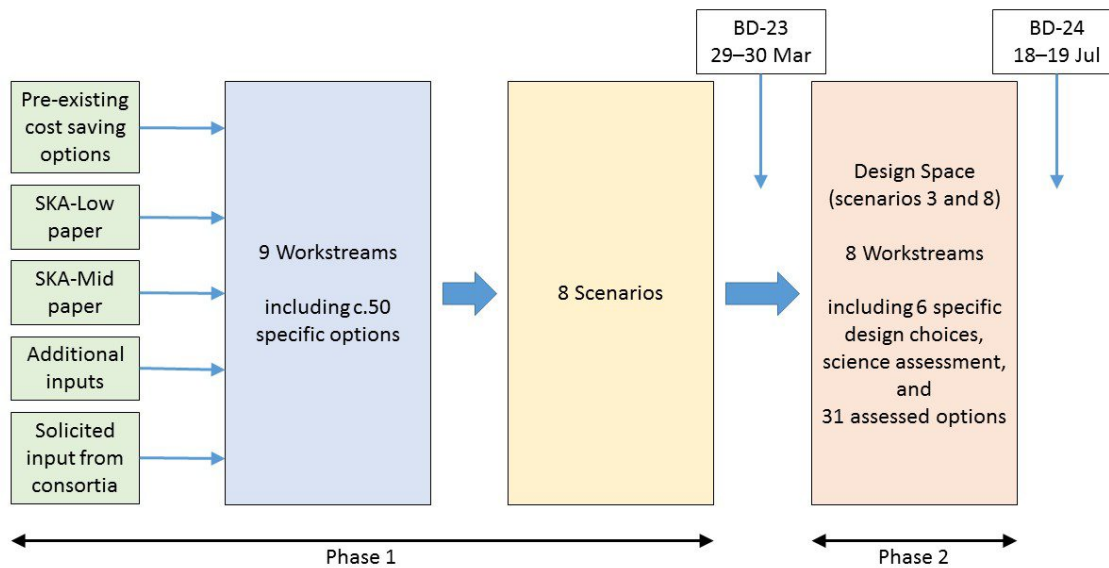 BD-23
29–30 Mar
BD-24
18–19 Jul
Pre-existing
cost saving
options
SKA-Low
paper
SKA-Mid
paper
Additional
inputs
Solicited
input from
consortia
9 Workstreams
including c.50
specific options
8 Scenarios
Design Space
(scenarios 3 and 8)
8 Workstreams
including 6 specific
design choices,
science assessment,
and
31 assessed options
Phase 1
Phase 2